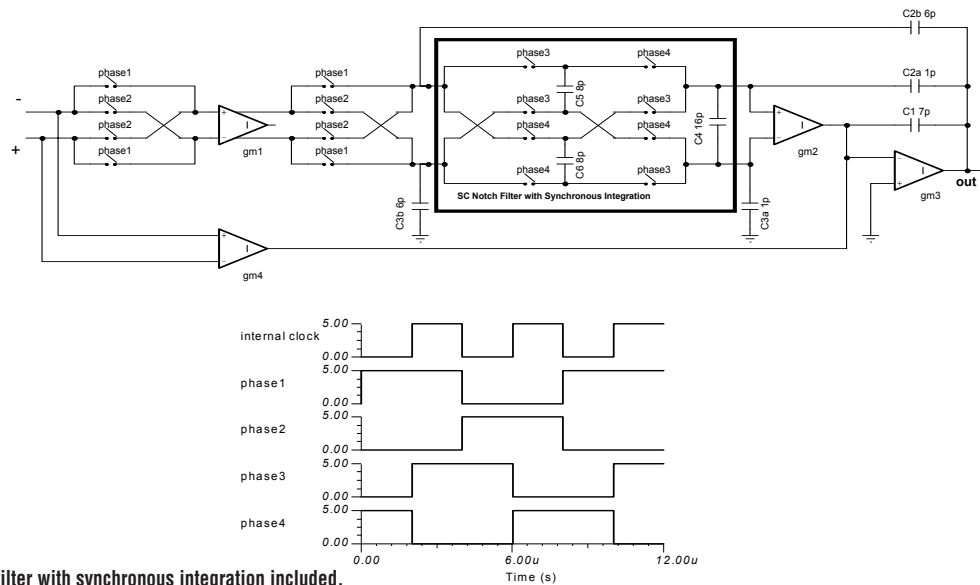 C2b 6p
phase3
phase4
C2a 1p
phase1
phase1
C5 8p
phase2
phase2
phase3
phase3
C4 16p
C1 7p
-
+
+
-
I
gm1
phase2
phase2
phase4
phase4
+
-
I
gm2
C6 8p
phase1
phase1
phase4
phase3
-
+
I
gm3
out
SC Notch Filter with Synchronous Integration
C3b 6p
C3a 1p
+
-
I
gm4
5.00
internal clock
0.00
5.00
phase1
0.00
5.00
phase2
0.00
5.00
phase3
0.00
5.00
phase4
0.00
0.00
6.00u
12.00u
Time (s)
ilter with synchronous integration included.